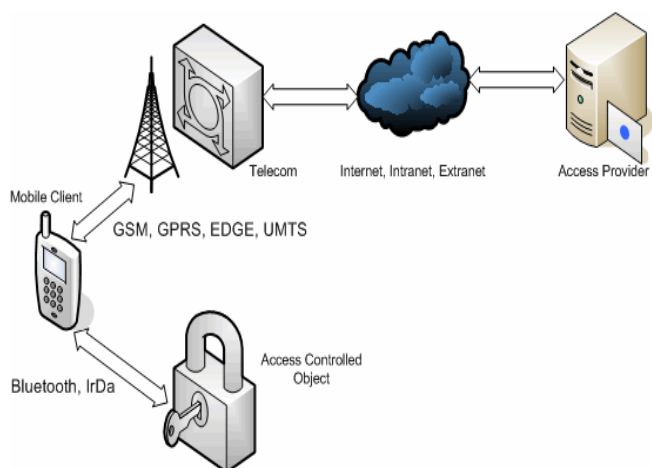 Telecom
Internet, Intranet, Extranet
Access Provider
Mobile Client
GSM, GPRS, EDGE, UMTS
Access Controlled
Object
Bluetooth, IrDa